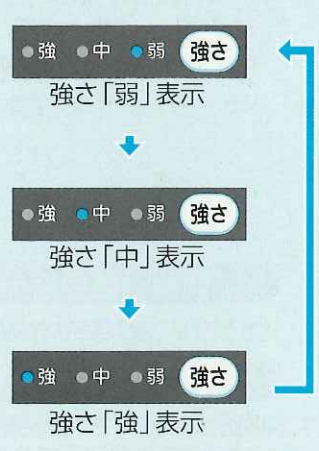 強 中 弱 強さ
強さ「弱」表示
強 中 弱 強さ
強さ「中」表示
強 中 弱 強さ
強さ「強」表示